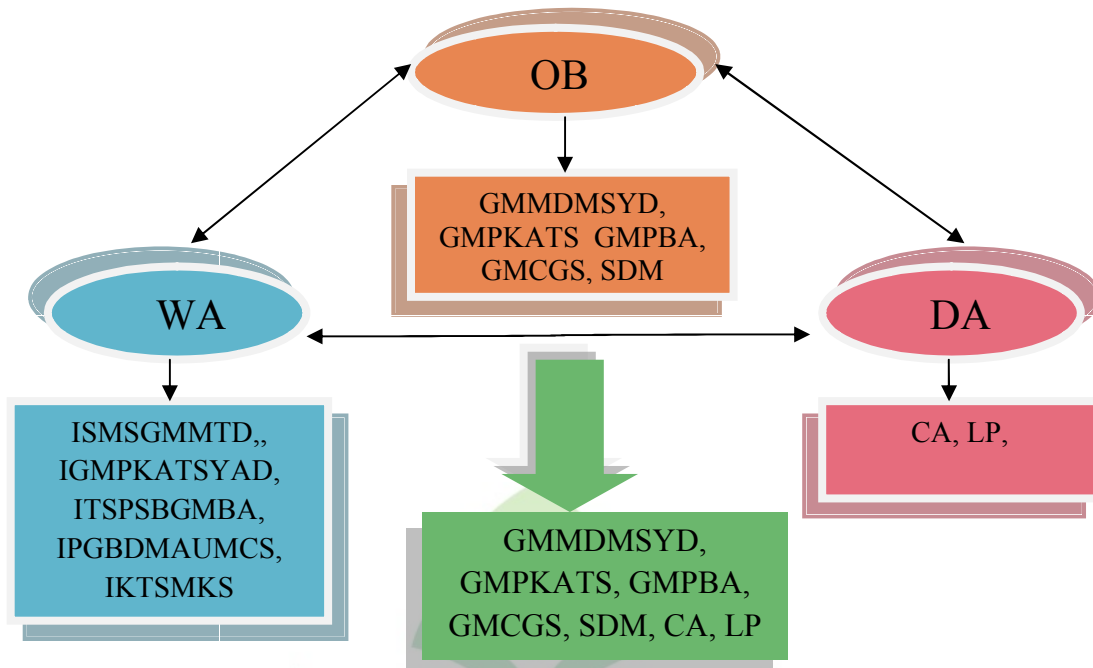 OB
GMMDMSYD,
GMPKATS  GMPBA,
GMCGS, SDM
WA
DA
ISMSGMMTD,,
IGMPKATSYAD,
ITSPSBGMBA,
IPGBDMAUMCS,
IKTSMKS
CA, LP,
GMMDMSYD,
GMPKATS, GMPBA,
GMCGS, SDM, CA, LP